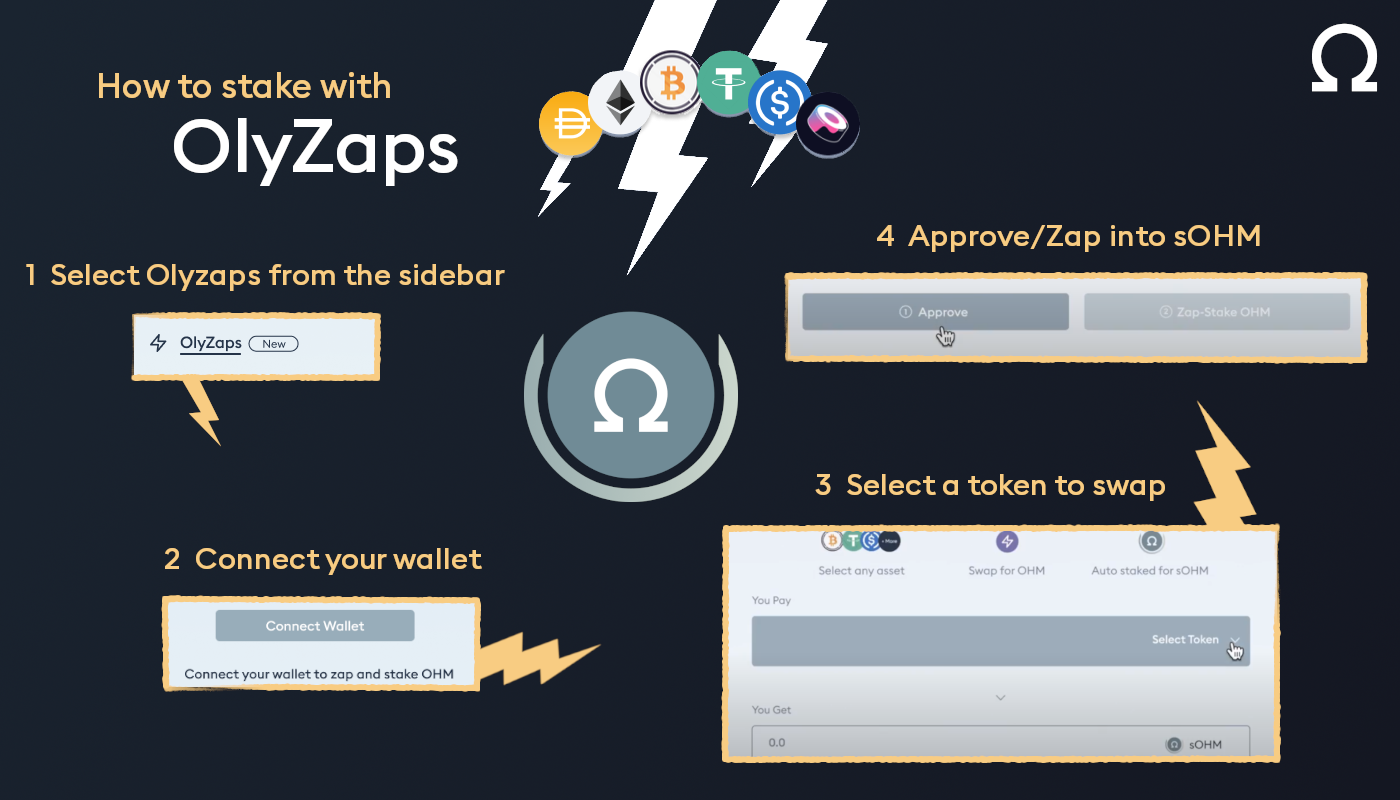 How to stake with
OlyZaps
1 Select Olyzaps from the sidebar
OlyZaps New
2 Connect your wallet
Connect Wallet
Connect your wallet to zap and stake OHM
3 Select a token to swap
+ More
Select any asset
Swap for OHM
Auto staked for sOHM
You Pay
Select Token
You Get
0.0 sOHM
4 Approve/Zap into sOHM
1 Approve
2 Zap-Stake OHM